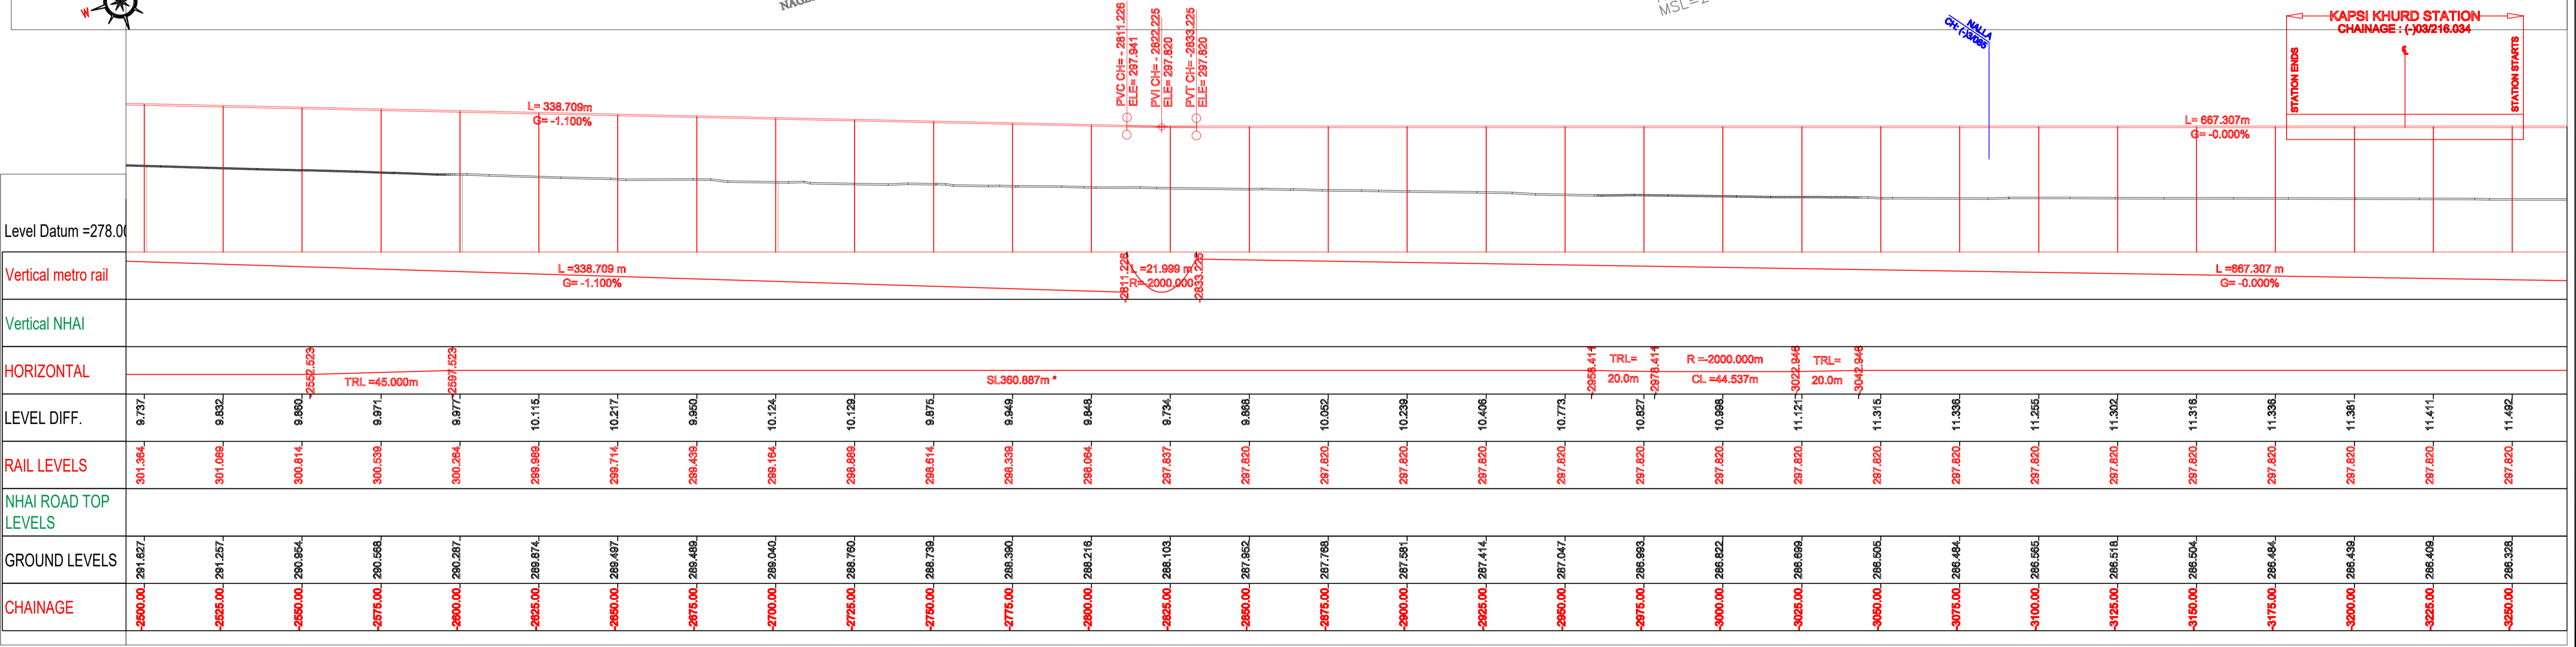 W
MSL=2
PVC CH= - 2811.226
ELE= 297.941
PVI CH= - 2822.225
ELE= 297.820
PVT CH= -2833.225
ELE= 297.820
NALLA
CH: (-)3/085
KAPSI KHURD STATION
CHAINAGE : (-)03/216.034
STATION ENDS
STATION STARTS
L= 338.709m
G= -1.100%
L= 667.307m
G= -0.000%
Level Datum =278.00
Vertical metro rail
L =338.709 m
G= -1.100%
-2811.226
L =21.999 m
R=-2000.000
-2833.225
L =667.307 m
G= -0.000%
Vertical NHAI
HORIZONTAL
-2552.523
TRL =45.000m
-2597.523
SL360.887m *
-2958.411
TRL=
20.0m
-2978.411
R =-2000.000m
CL =44.537m
-3022.948
TRL=
20.0m
-3042.948
LEVEL DIFF. 9.737 9.832 9.860 9.971 9.977 10.115 10.217 9.950 10.124 10.129 9.875 9.949 9.848 9.734 9.868 10.052 10.239 10.406 10.773 10.827 10.998 11.121 11.315 11.336 11.255 11.302 11.316 11.336 11.381 11.411 11.492
RAIL LEVELS 301.364 301.089 300.814 300.539 300.264 299.989 299.714 299.439 299.164 298.889 298.614 298.339 298.064 297.837 297.820 297.820 297.820 297.820 297.820 297.820 297.820 297.820 297.820 297.820 297.820 297.820 297.820 297.820 297.820 297.820 297.820
NHAI ROAD TOP
LEVELS
GROUND LEVELS 291.627 291.257 290.954 290.568 290.287 289.874 289.497 289.489 289.040 288.760 288.739 288.390 288.216 288.103 287.952 287.768 287.581 287.414 287.047 286.993 286.822 286.699 286.505 286.484 286.565 286.518 286.504 286.484 286.439 286.409 286.328
CHAINAGE -2500.00 -2525.00 -2550.00 -2575.00 -2600.00 -2625.00 -2650.00 -2675.00 -2700.00 -2725.00 -2750.00 -2775.00 -2800.00 -2825.00 -2850.00 -2875.00 -2900.00 -2925.00 -2950.00 -2975.00 -3000.00 -3025.00 -3050.00 -3075.00 -3100.00 -3125.00 -3150.00 -3175.00 -3200.00 -3225.00 -3250.00